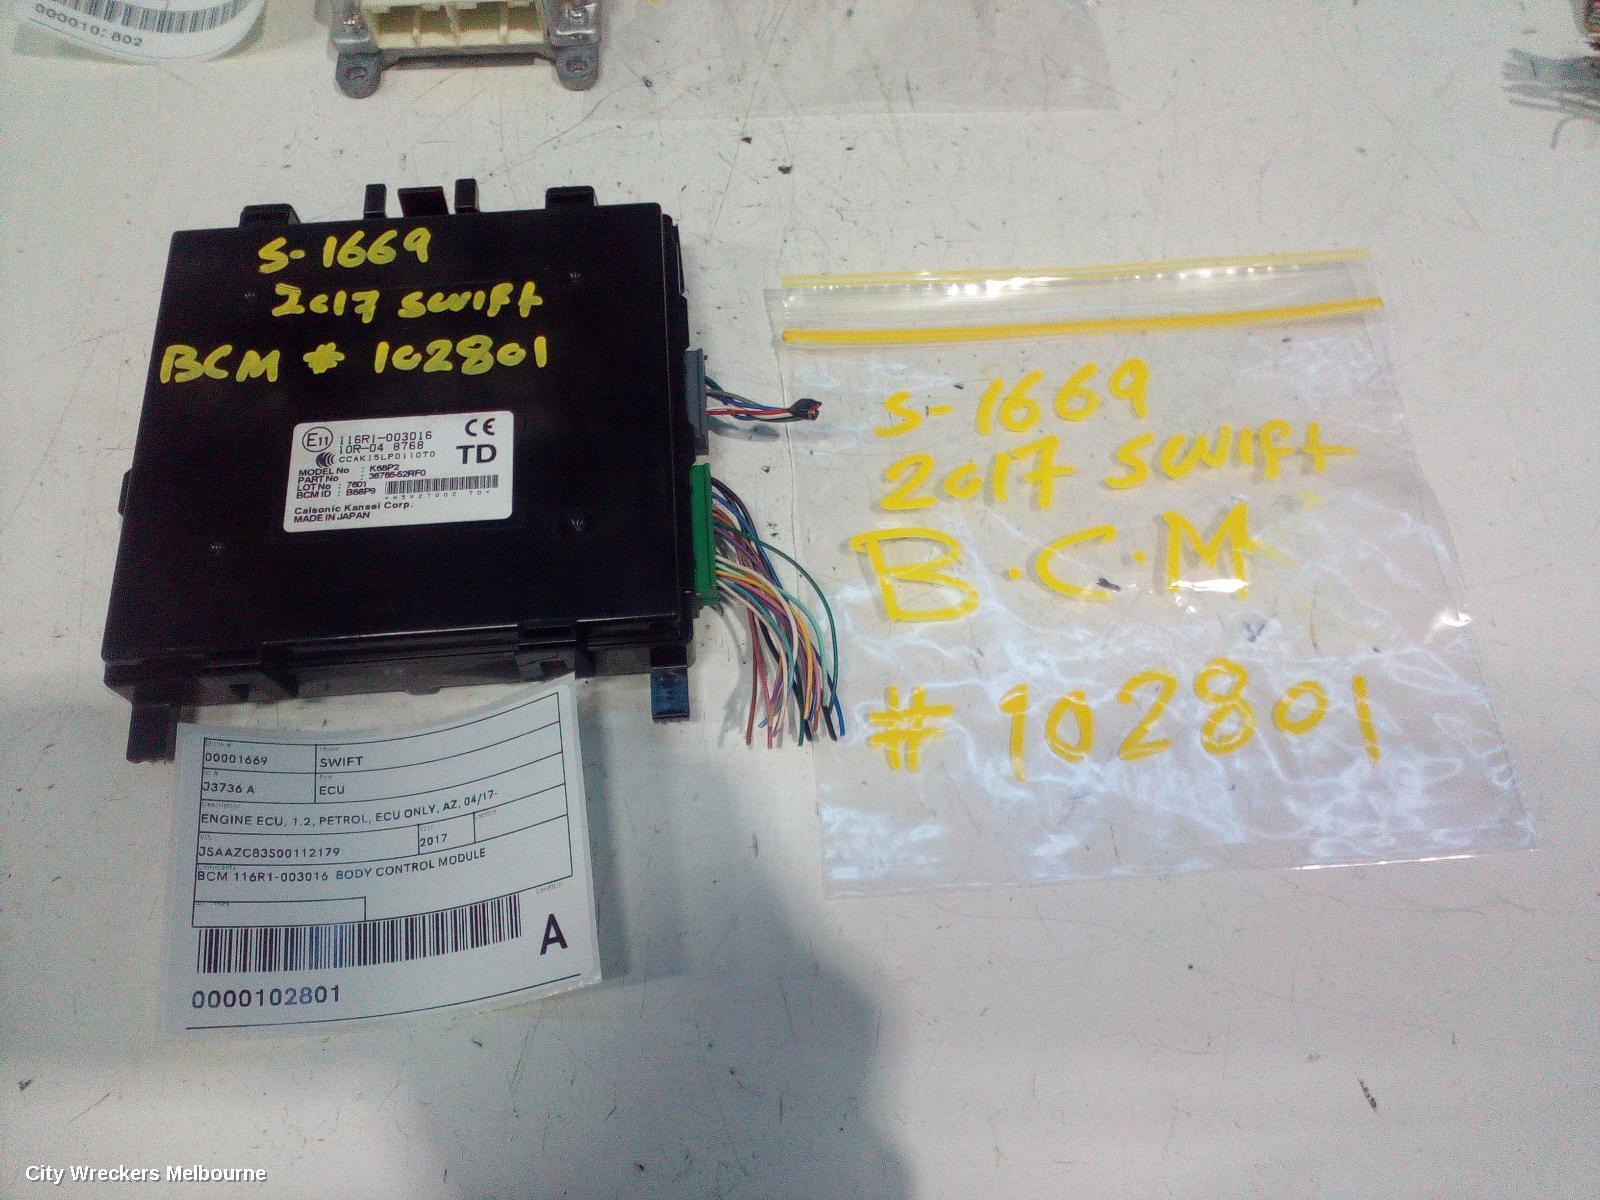 000010 802
S-1669
2017 SWIFT
BCM # 102801
E11 116R1-003016 CE
10R-04 8768
CCAK15LP0110T0 TD
MODEL No : K68P2
PART No : 36785-52RF0
LOT No : 7601
BCM ID : B68P9
Calsonic Kansei Corp.
MADE IN JAPAN
S-1669
2017 SWIFT
B.C.M
# 102801
00001669 SWIFT
J3736 A ECU
Description
ENGINE ECU, 1.2, PETROL, ECU ONLY, AZ, 04/17-
JSAAZC83S00112179 2017
Comments
BCM 116R1-003016 BODY CONTROL MODULE
A
0000102801
City Wreckers Melbourne